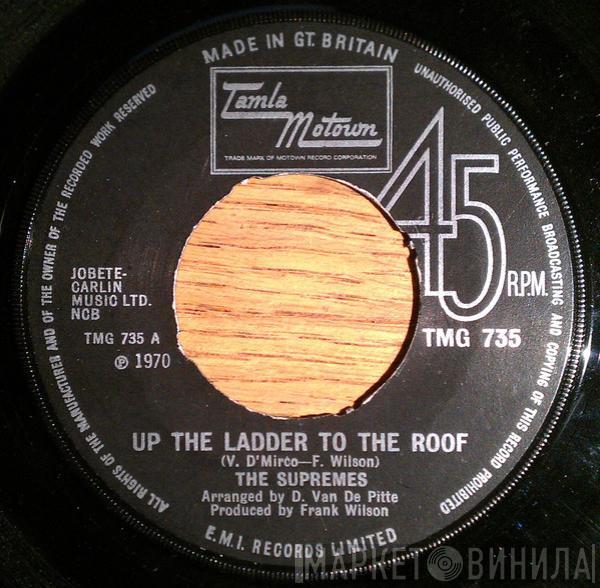 MADE IN GT. BRITAIN
UNAUTHORISED PUBLIC PERFORMANCE BROADCASTING AND COPYING OF THIS RECORD PROHIBITED
ALL RIGHTS OF THE MANUFACTURER AND OF THE OWNER OF THE RECORDED WORK RESERVED
Tamla
Motown
TRADE MARK OF MOTOWN RECORD CORPORATION
45
R.P.M.
JOBETE-
CARLIN
MUSIC LTD.
NCB
TMG 735 A
℗ 1970
TMG 735
UP THE LADDER TO THE ROOF
(V. D'Mirco—F. Wilson)
THE SUPREMES
Arranged by D. Van De Pitte
Produced by Frank Wilson
E.M.I. RECORDS LIMITED
МАРКЕТ ВИНИЛА